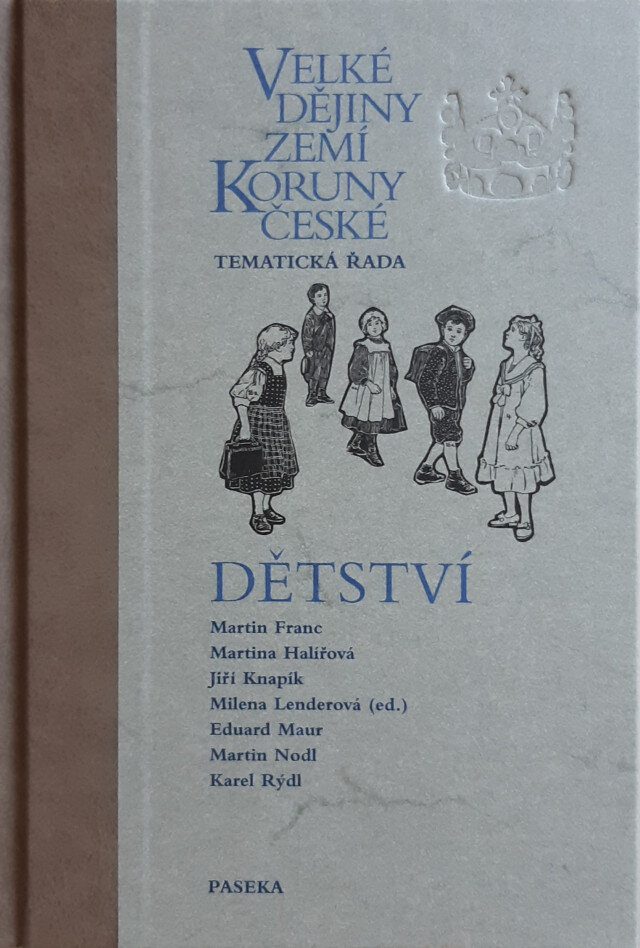 VELKÉ
DĚJINY
ZEMÍ
KORUNY
ČESKÉ
TEMATICKÁ ŘADA
DĚTSTVÍ
Martin Franc
Martina Halířová
Jiří Knapík
Milena Lenderová (ed.)
Eduard Maur
Martin Nodl
Karel Rýdl
PASEKA